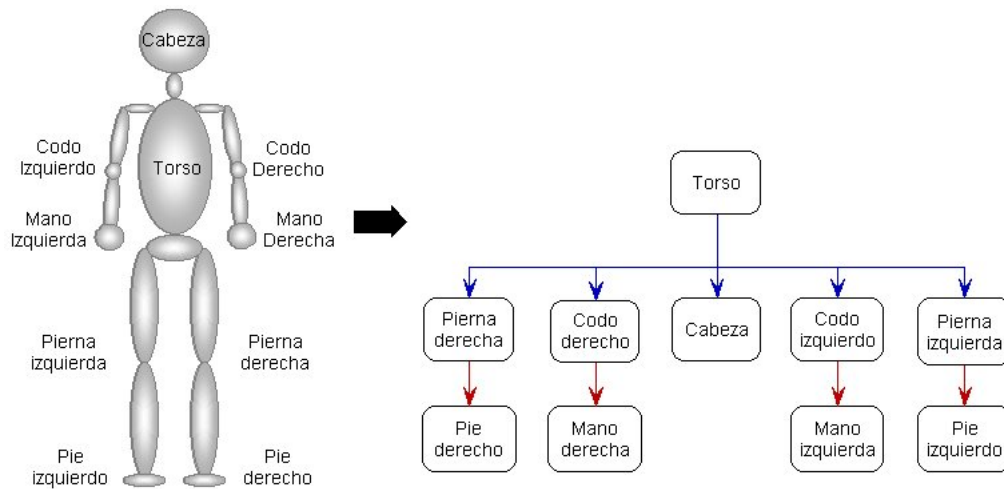 Cabeza
Codo
Izquierdo
Torso
Codo
Derecho
Mano
Izquierda
Mano
Derecha
Pierna
izquierda
Pierna
derecha
Pie
izquierdo
Pie
derecho
Torso
Pierna
derecha
Codo
derecho
Cabeza
Codo
izquierdo
Pierna
izquierda
Pie
derecho
Mano
derecha
Mano
izquierda
Pie
izquierdo